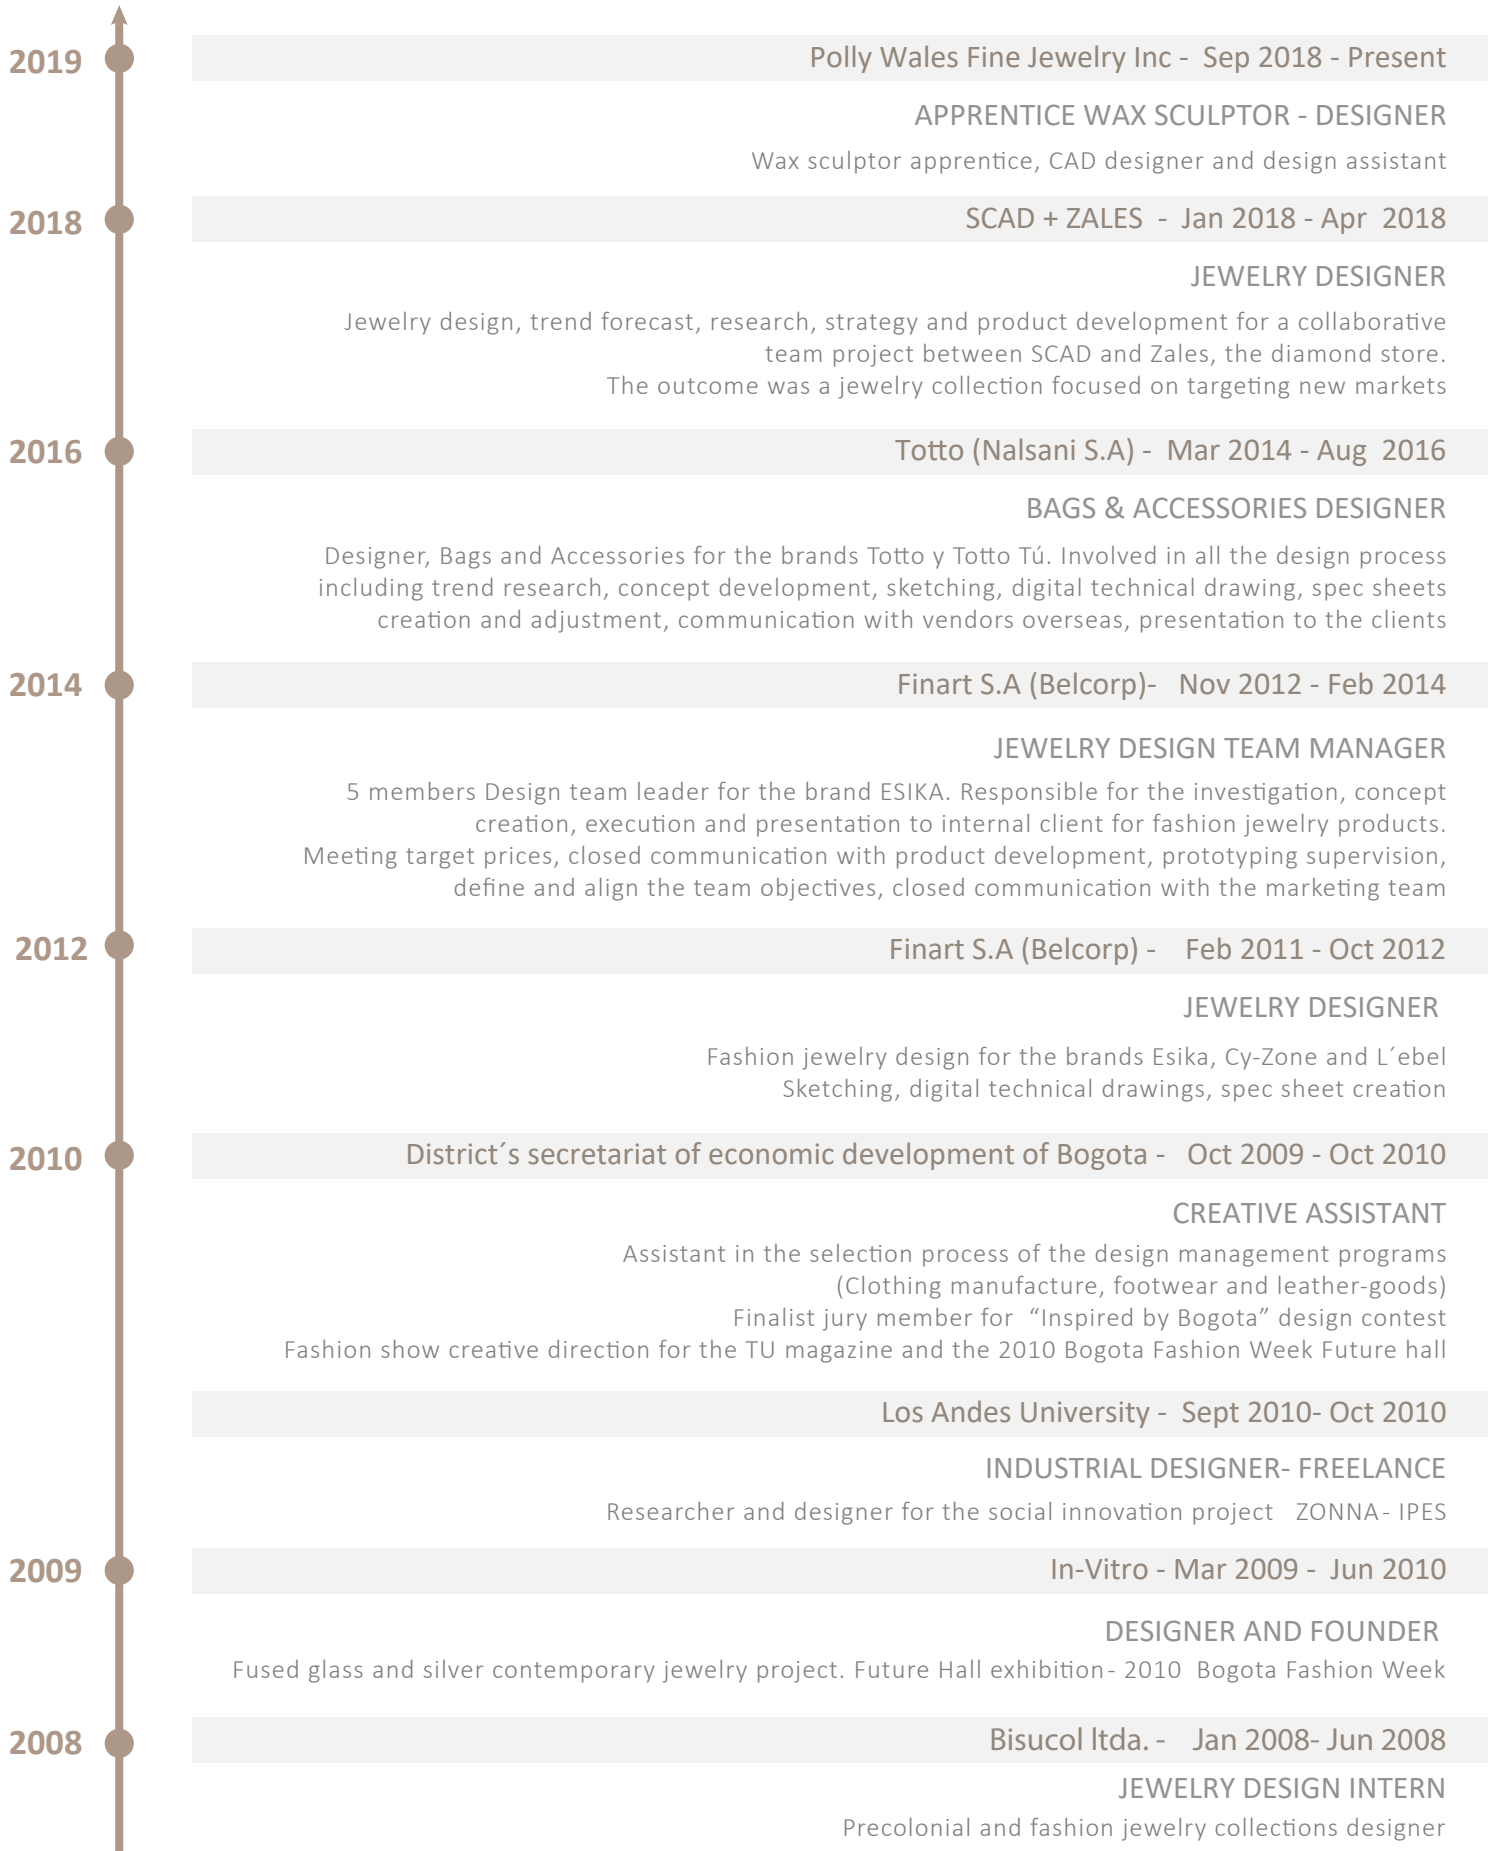 2019
Polly Wales Fine Jewelry Inc - Sep 2018 - Present
APPRENTICE WAX SCULPTOR - DESIGNER
Wax sculptor apprentice, CAD designer and design assistant
2018
SCAD + ZALES - Jan 2018 - Apr 2018
JEWELRY DESIGNER
Jewelry design, trend forecast, research, strategy and product development for a collaborative
team project between SCAD and Zales, the diamond store.
The outcome was a jewelry collection focused on targeting new markets
2016
Totto (Nalsani S.A) - Mar 2014 - Aug 2016
BAGS & ACCESSORIES DESIGNER
Designer, Bags and Accessories for the brands Totto y Totto Tú. Involved in all the design process
including trend research, concept development, sketching, digital technical drawing, spec sheets
creation and adjustment, communication with vendors overseas, presentation to the clients
2014
Finart S.A (Belcorp)- Nov 2012 - Feb 2014
JEWELRY DESIGN TEAM MANAGER
5 members Design team leader for the brand ESIKA. Responsible for the investigation, concept
creation, execution and presentation to internal client for fashion jewelry products.
Meeting target prices, closed communication with product development, prototyping supervision,
define and align the team objectives, closed communication with the marketing team
2012
Finart S.A (Belcorp) - Feb 2011 - Oct 2012
JEWELRY DESIGNER
Fashion jewelry design for the brands Esika, Cy-Zone and L´ebel
Sketching, digital technical drawings, spec sheet creation
2010
District´s secretariat of economic development of Bogota - Oct 2009 - Oct 2010
CREATIVE ASSISTANT
Assistant in the selection process of the design management programs
(Clothing manufacture, footwear and leather-goods)
Finalist jury member for “Inspired by Bogota” design contest
Fashion show creative direction for the TU magazine and the 2010 Bogota Fashion Week Future hall
Los Andes University - Sept 2010- Oct 2010
INDUSTRIAL DESIGNER- FREELANCE
Researcher and designer for the social innovation project ZONNA- IPES
2009
In-Vitro - Mar 2009 - Jun 2010
DESIGNER AND FOUNDER
Fused glass and silver contemporary jewelry project. Future Hall exhibition- 2010 Bogota Fashion Week
2008
Bisucol ltda. - Jan 2008- Jun 2008
JEWELRY DESIGN INTERN
Precolonial and fashion jewelry collections designer